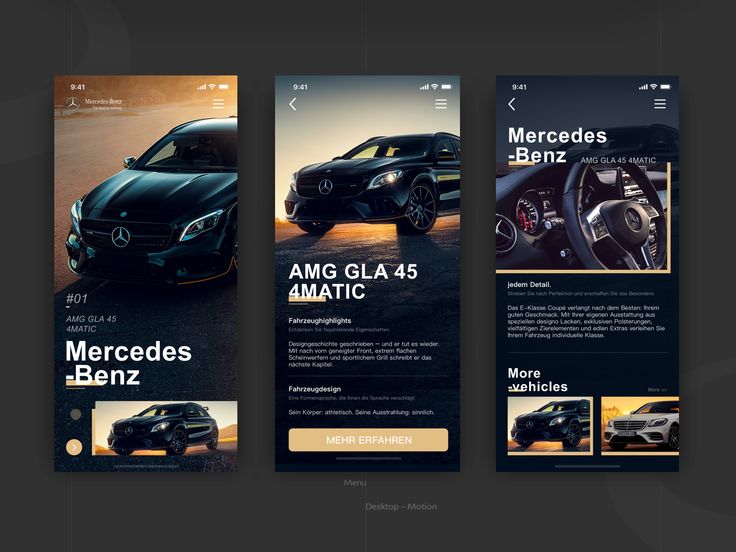 9:41
Mercedes-Benz
The best or nothing.
#01
AMG GLA 45
4MATIC
Mercedes
-Benz
9:41
AMG GLA 45
4MATIC
Fahrzeughighlights
Entdecken Sie faszinierende Eigenschaften.
Designgeschichte geschrieben – und er tut es wieder.
Mit nach vorn geneigter Front, extrem flachen
Scheinwerfern und sportlichem Grill schreibt er das
nächste Kapitel.
Fahrzeugdesign
Eine Formensprache, die Ihnen die Sprache verschlägt.
Sein Körper: athletisch. Seine Ausstrahlung: sinnlich.
MEHR ERFAHREN
9:41
Mercedes
-Benz
AMG GLA 45 4MATIC
jedem Detail.
Streben Sie nach Perfektion und erschaffen Sie das Besondere.
Das E-Klasse Coupé verlangt nach dem Besten: Ihrem
guten Geschmack. Mit Ihrer eigenen Ausstattung aus
speziellen designo Lacken, exklusiven Polsterungen,
vielfältigen Zierelementen und edlen Extras verleihen Sie
Ihrem Fahrzeug individuelle Klasse.
More
-vehicles
More >>
Menu
Desktop – Motion